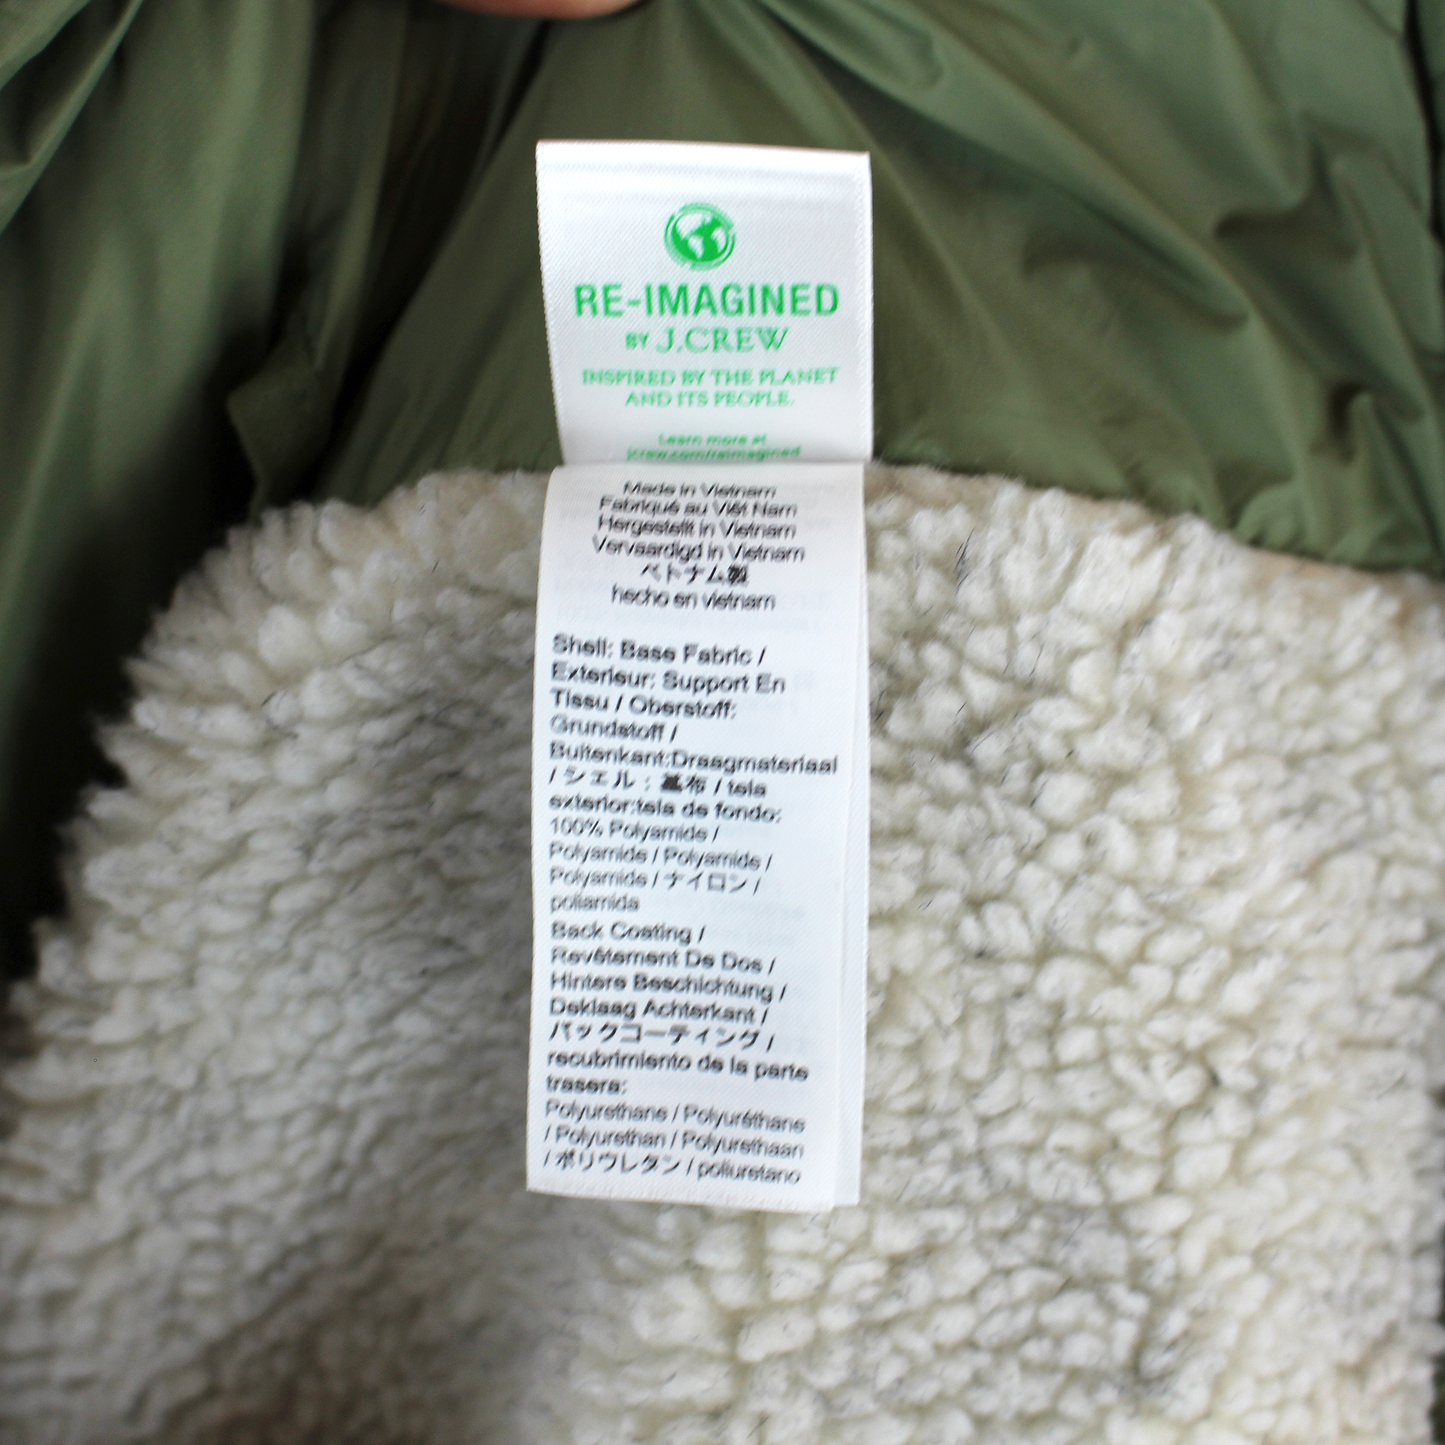 RE-IMAGINED
BY J.CREW
INSPIRED BY THE PLANET
AND ITS PEOPLE.
Learn more at
jcrew.com/reimagined
Made in Vietnam
Fabriqué au Viêt Nam
Hergestellt in Vietnam
Vervaardigd in Vietnam
ベトナム製
hecho en vietnam
Shell: Base Fabric /
Exterieur: Support En
Tissu / Oberstoff:
Grundstoff /
Buitenkant:Draagmateriaal
/ シェル : 基布 / tela
exterior:tela de fondo:
100% Polyamide /
Polyamide / Polyamide /
Polyamide / ナイロン /
poliamida
Back Coating /
Revêtement De Dos /
Hintere Beschichtung /
Deklaag Achterkant /
バックコーティング /
recubrimiento de la parte
trasera:
Polyurethane / Polyuréthane
/ Polyurethan / Polyurethaan
/ ポリウレタン / poliuretano